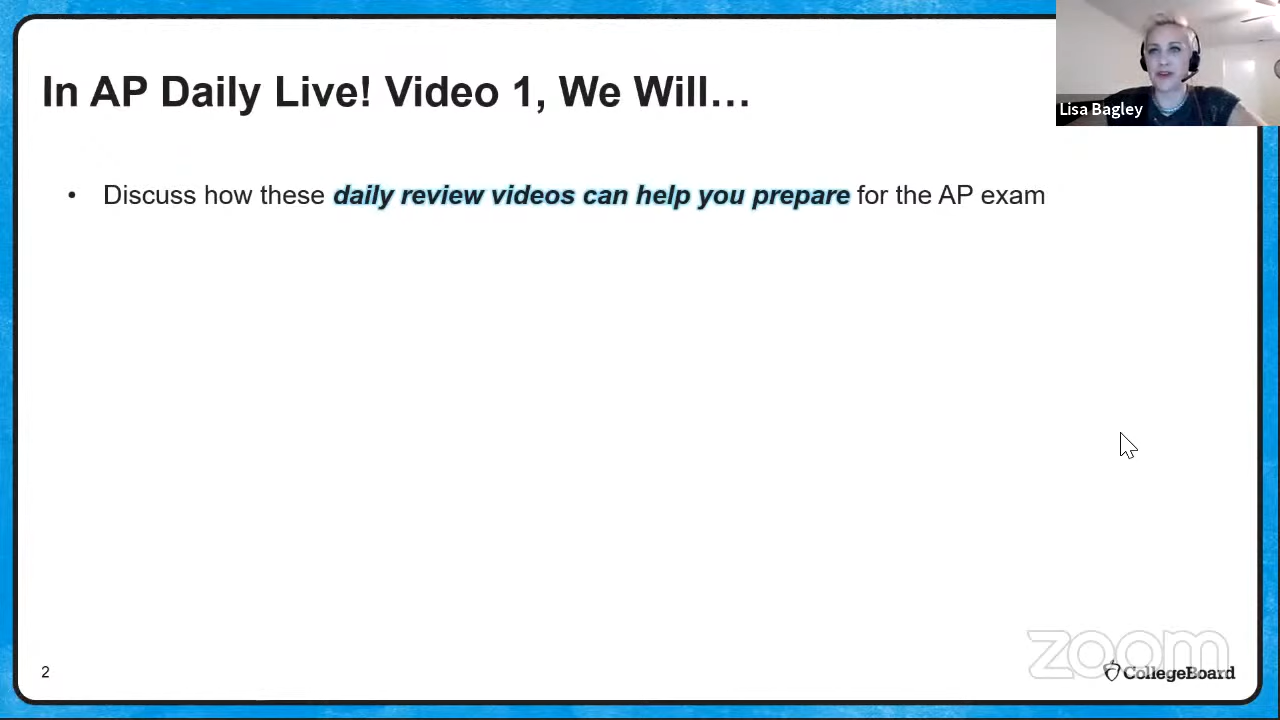 In AP Daily Live! Video 1, We Will…
Lisa Bagley
• Discuss how these daily review videos can help you prepare for the AP exam
zoom
2
CollegeBoard